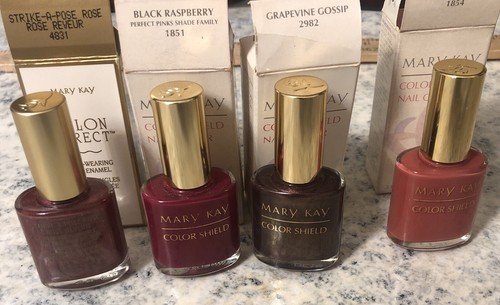 STRIKE-A-POSE ROSE
ROSE REVEUR
4831
BLACK RASPBERRY
PERFECT PINKS SHADE FAMILY
1851
GRAPEVINE GOSSIP
2982
1854
MARY KAY
MARY KAY
MARY KAY
MARY KAY
MARY KAY
COLOR SHIELD
MARY KAY
COLOR SHIELD
MARY KAY
COLOR SHIELD